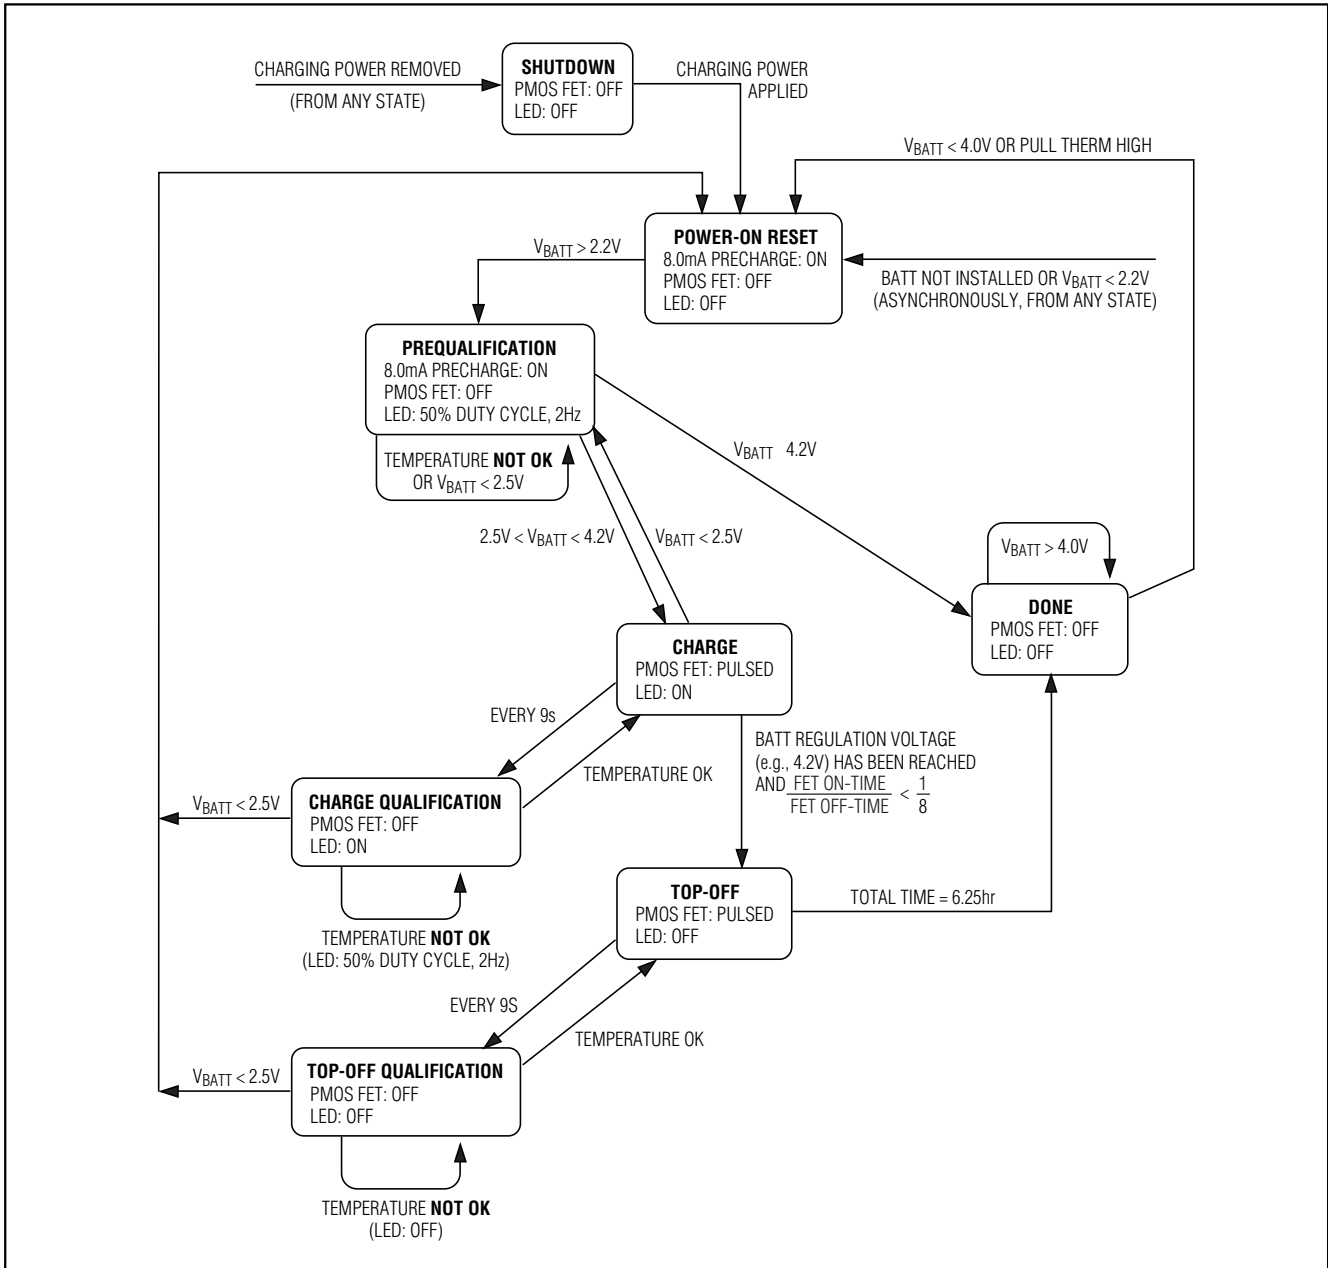 SHUTDOWN
PMOS FET: OFF
LED: OFF
CHARGING POWER REMOVED
(FROM ANY STATE)
CHARGING POWER
APPLIED
VBATT < 4.0V OR PULL THERM HIGH
POWER-ON RESET
8.0mA PRECHARGE: ON
PMOS FET: OFF
LED: OFF
VBATT > 2.2V
BATT NOT INSTALLED OR VBATT < 2.2V
(ASYNCHRONOUSLY, FROM ANY STATE)
PREQUALIFICATION
8.0mA PRECHARGE: ON
PMOS FET: OFF
LED: 50% DUTY CYCLE, 2Hz
TEMPERATURE NOT OK
OR VBATT < 2.5V
VBATT 4.2V
2.5V < VBATT < 4.2V
VBATT < 2.5V
VBATT > 4.0V
DONE
PMOS FET: OFF
LED: OFF
CHARGE
PMOS FET: PULSED
LED: ON
EVERY 9s
TEMPERATURE OK
BATT REGULATION VOLTAGE
(e.g., 4.2V) HAS BEEN REACHED
AND FET ON-TIME / FET OFF-TIME < 1/8
VBATT < 2.5V
CHARGE QUALIFICATION
PMOS FET: OFF
LED: ON
TEMPERATURE NOT OK
(LED: 50% DUTY CYCLE, 2Hz)
TOP-OFF
PMOS FET: PULSED
LED: OFF
TOTAL TIME = 6.25hr
EVERY 9S
TEMPERATURE OK
VBATT < 2.5V
TOP-OFF QUALIFICATION
PMOS FET: OFF
LED: OFF
TEMPERATURE NOT OK
(LED: OFF)